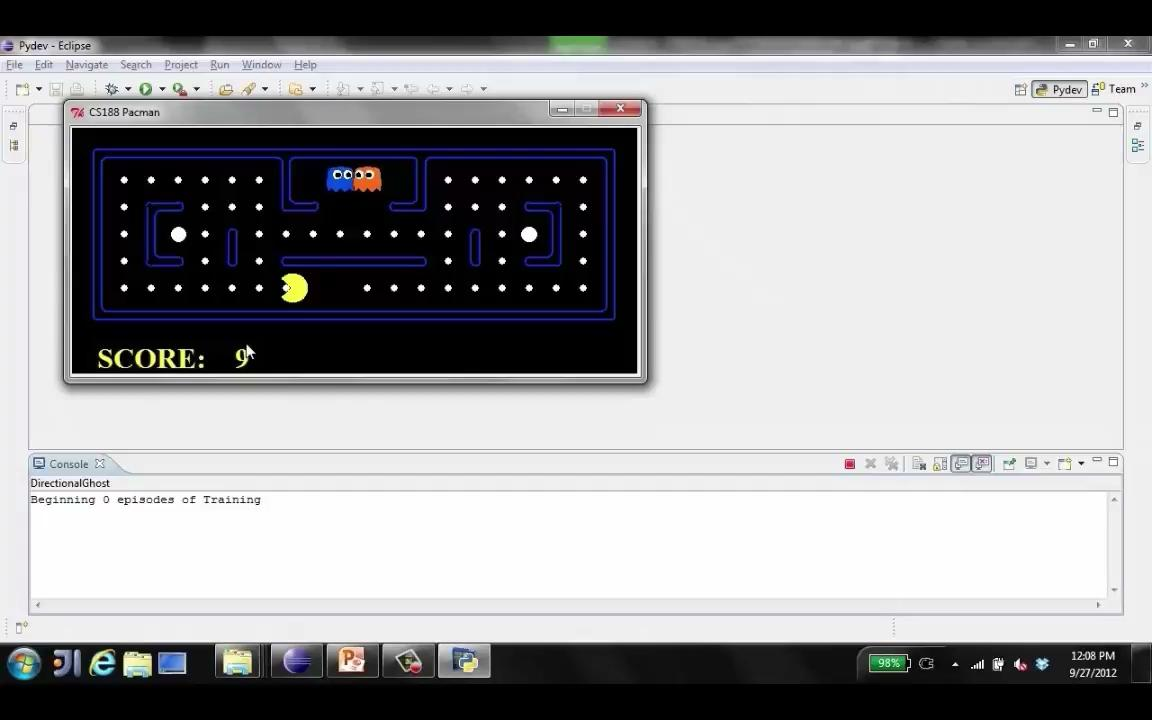 Pydev - Eclipse
File Edit Navigate Search Project Run Window Help
Pydev Team
CS188 Pacman
SCORE: 9
Console
DirectionalGhost
Beginning 0 episodes of Training
98%
12:08 PM
9/27/2012